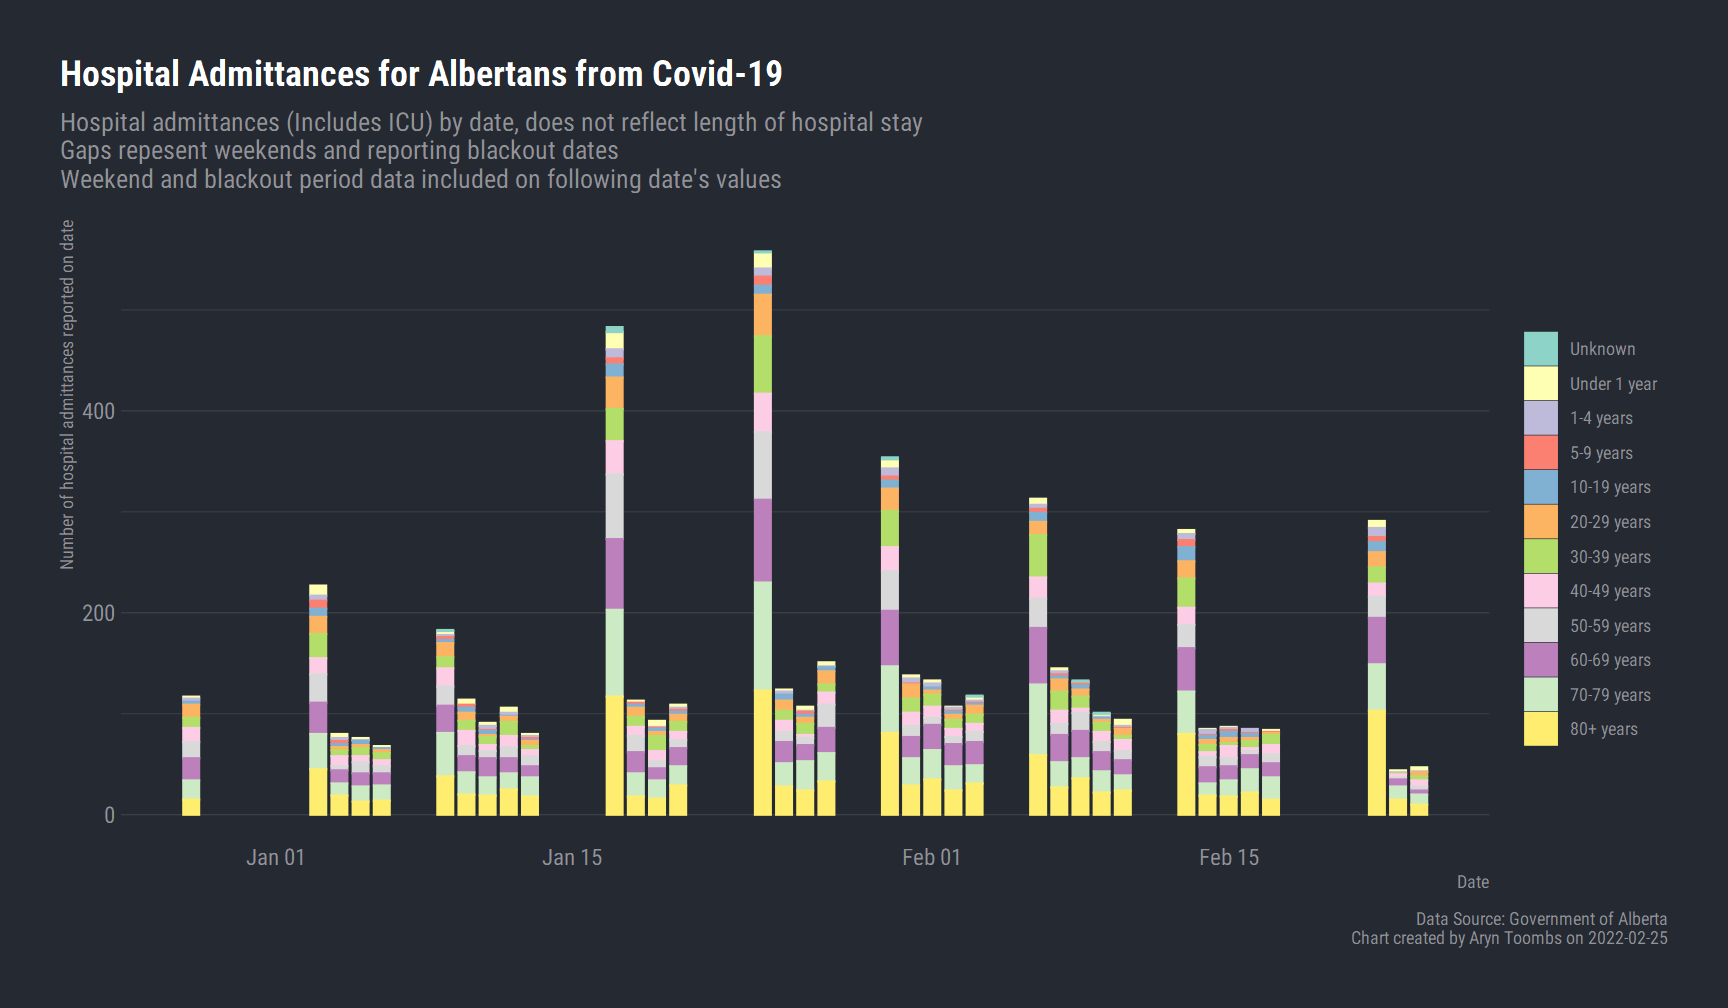 Hospital Admittances for Albertans from Covid-19
Hospital admittances (Includes ICU) by date, does not reflect length of hospital stay
Gaps repesent weekends and reporting blackout dates
Weekend and blackout period data included on following date's values
Number of hospital admittances reported on date
400
200
0
Jan 01
Jan 15
Feb 01
Feb 15
Date
Unknown
Under 1 year
1-4 years
5-9 years
10-19 years
20-29 years
30-39 years
40-49 years
50-59 years
60-69 years
70-79 years
80+ years
Data Source: Government of Alberta
Chart created by Aryn Toombs on 2022-02-25